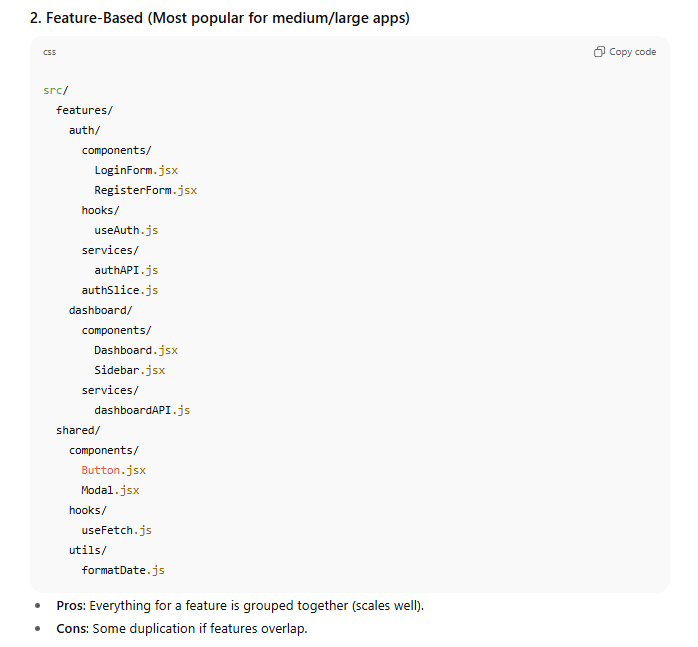 2. Feature-Based (Most popular for medium/large apps)
css
Copy code
src/
features/
auth/
components/
LoginForm.jsx
RegisterForm.jsx
hooks/
useAuth.js
services/
authAPI.js
authSlice.js
dashboard/
components/
Dashboard.jsx
Sidebar.jsx
services/
dashboardAPI.js
shared/
components/
Button.jsx
Modal.jsx
hooks/
useFetch.js
utils/
formatDate.js
• Pros: Everything for a feature is grouped together (scales well).
• Cons: Some duplication if features overlap.